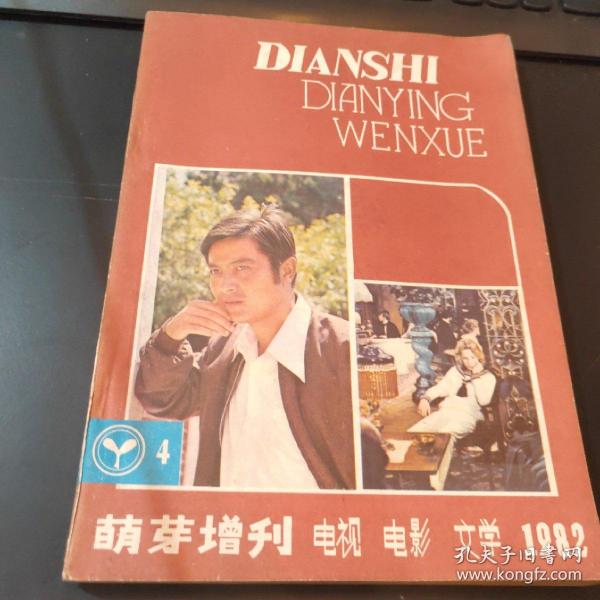 DIANSHI
DIANYING
WENXUE
4
萌芽增刊 电视 电影 文学 1982
孔夫子旧书网
www.kongfz.com